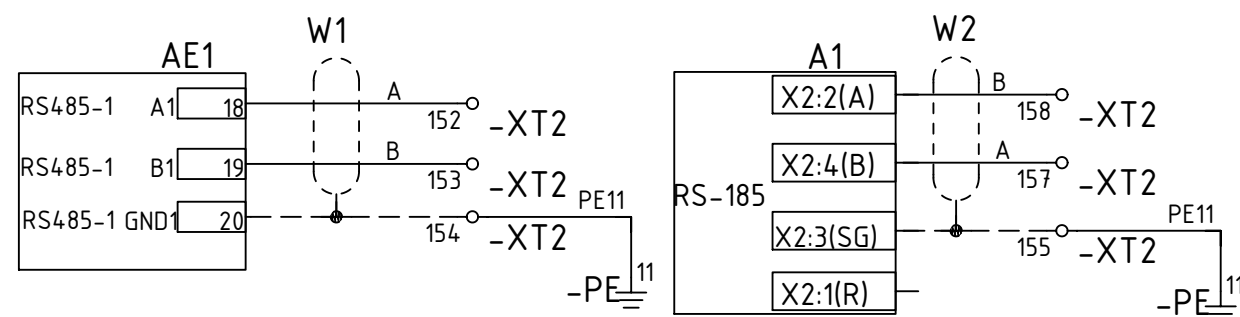 W1
AE1
RS485-1 A1 18 A 152 -XT2
RS485-1 B1 19 B 153 -XT2
RS485-1 GND1 20 154 -XT2 PE11
-PE 11
W2
A1
X2:2(A) B 158 -XT2
X2:4(B) A 157 -XT2
RS-185
X2:3(SG) 155 -XT2 PE11
X2:1(R) -PE 11